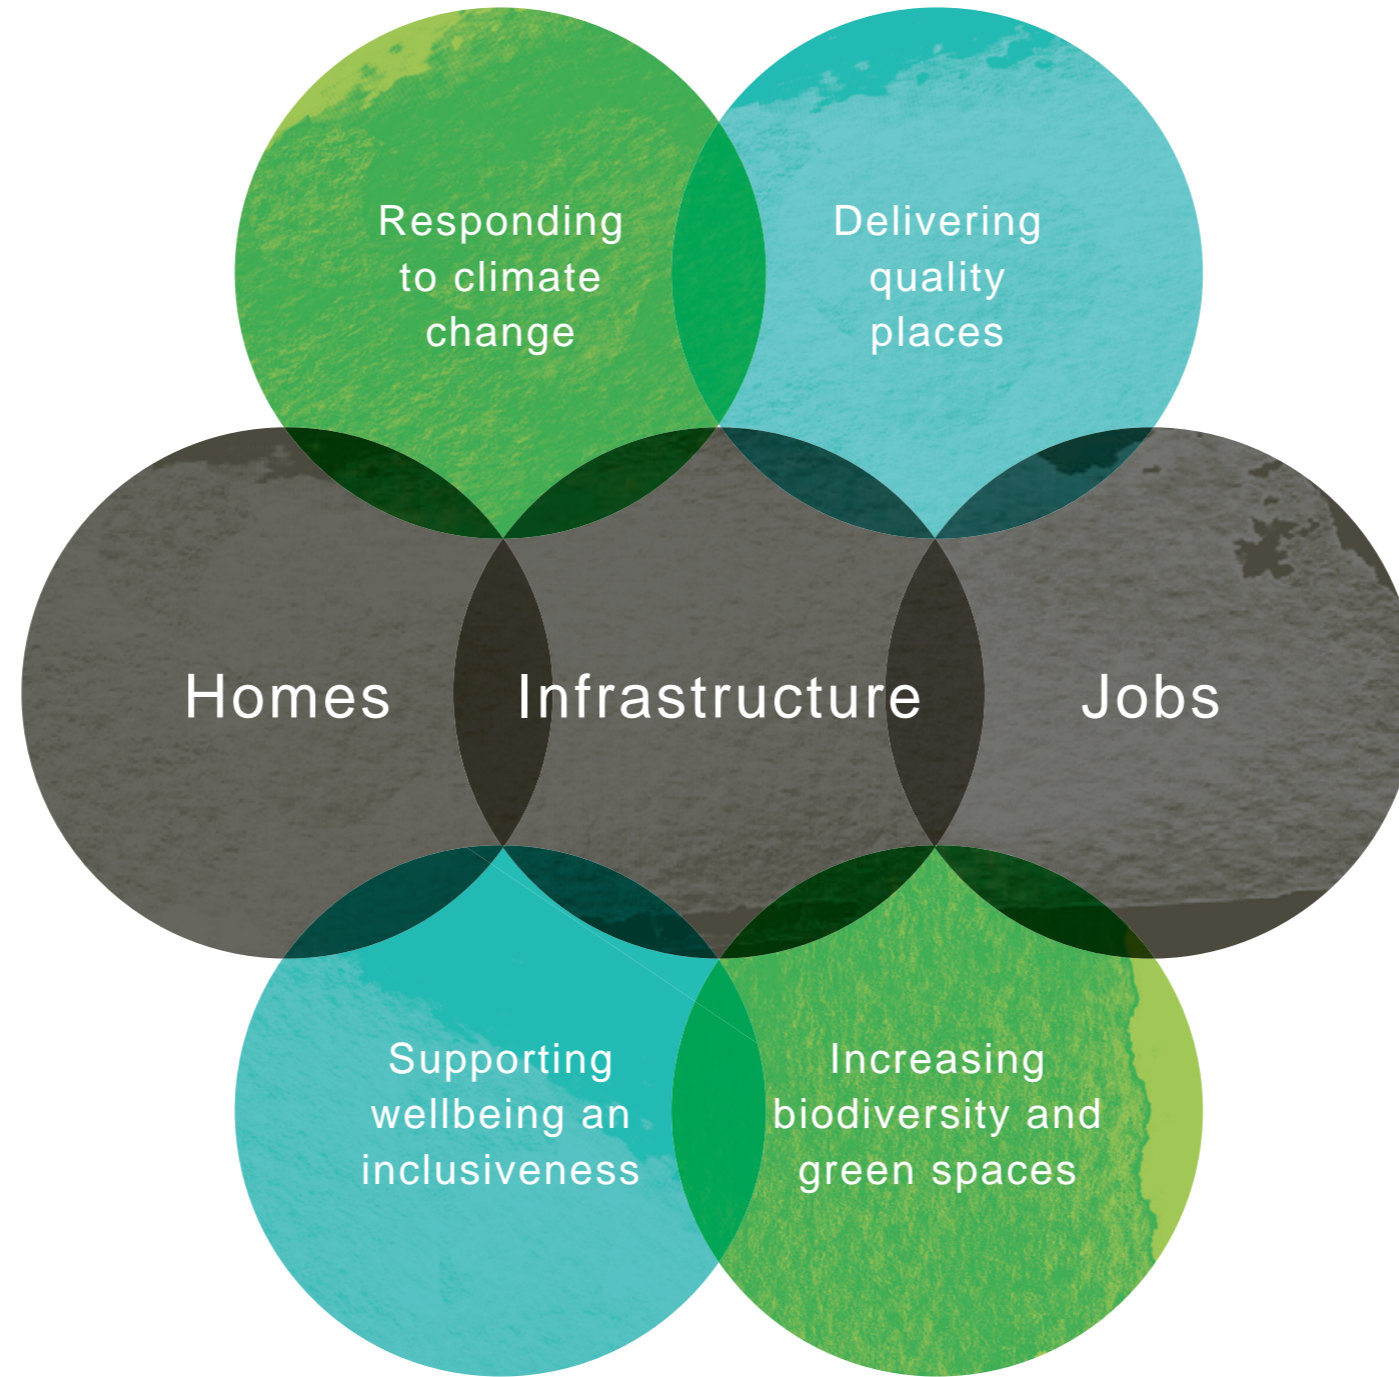 Responding
to climate
change
Delivering
quality
places
Homes
Infrastructure
Jobs
Supporting
wellbeing an
inclusiveness
Increasing
biodiversity and
green spaces